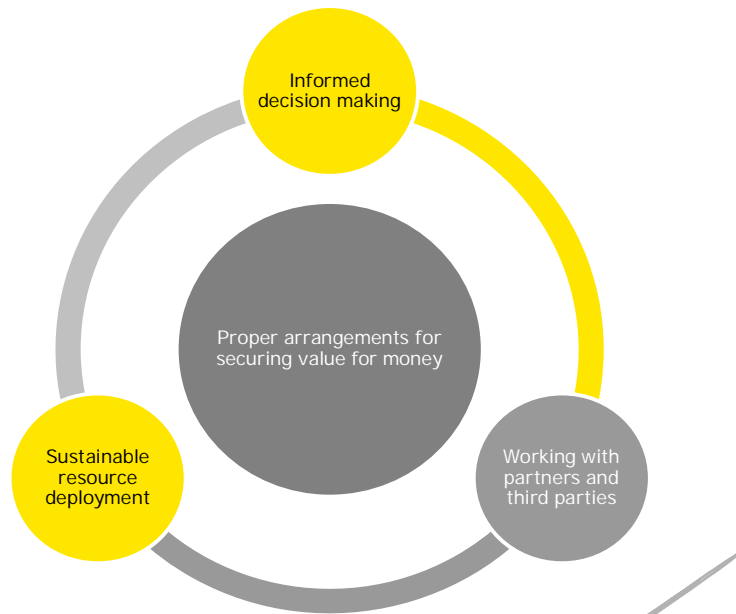 Informed
decision making
Proper arrangements for
securing value for money
Sustainable
resource
deployment
Working with
partners and
third parties